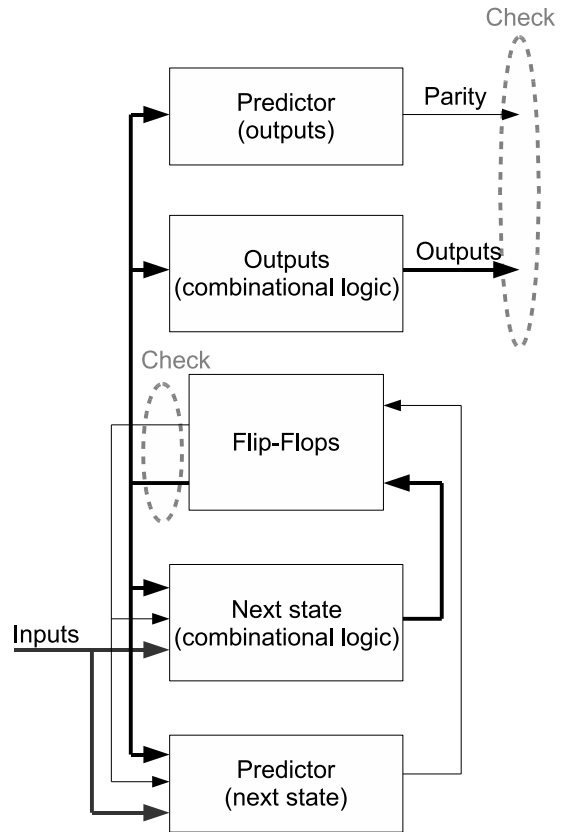 Check
Predictor
(outputs)
Parity
Outputs
(combinational logic)
Outputs
Check
Flip-Flops
Next state
(combinational logic)
Inputs
Predictor
(next state)